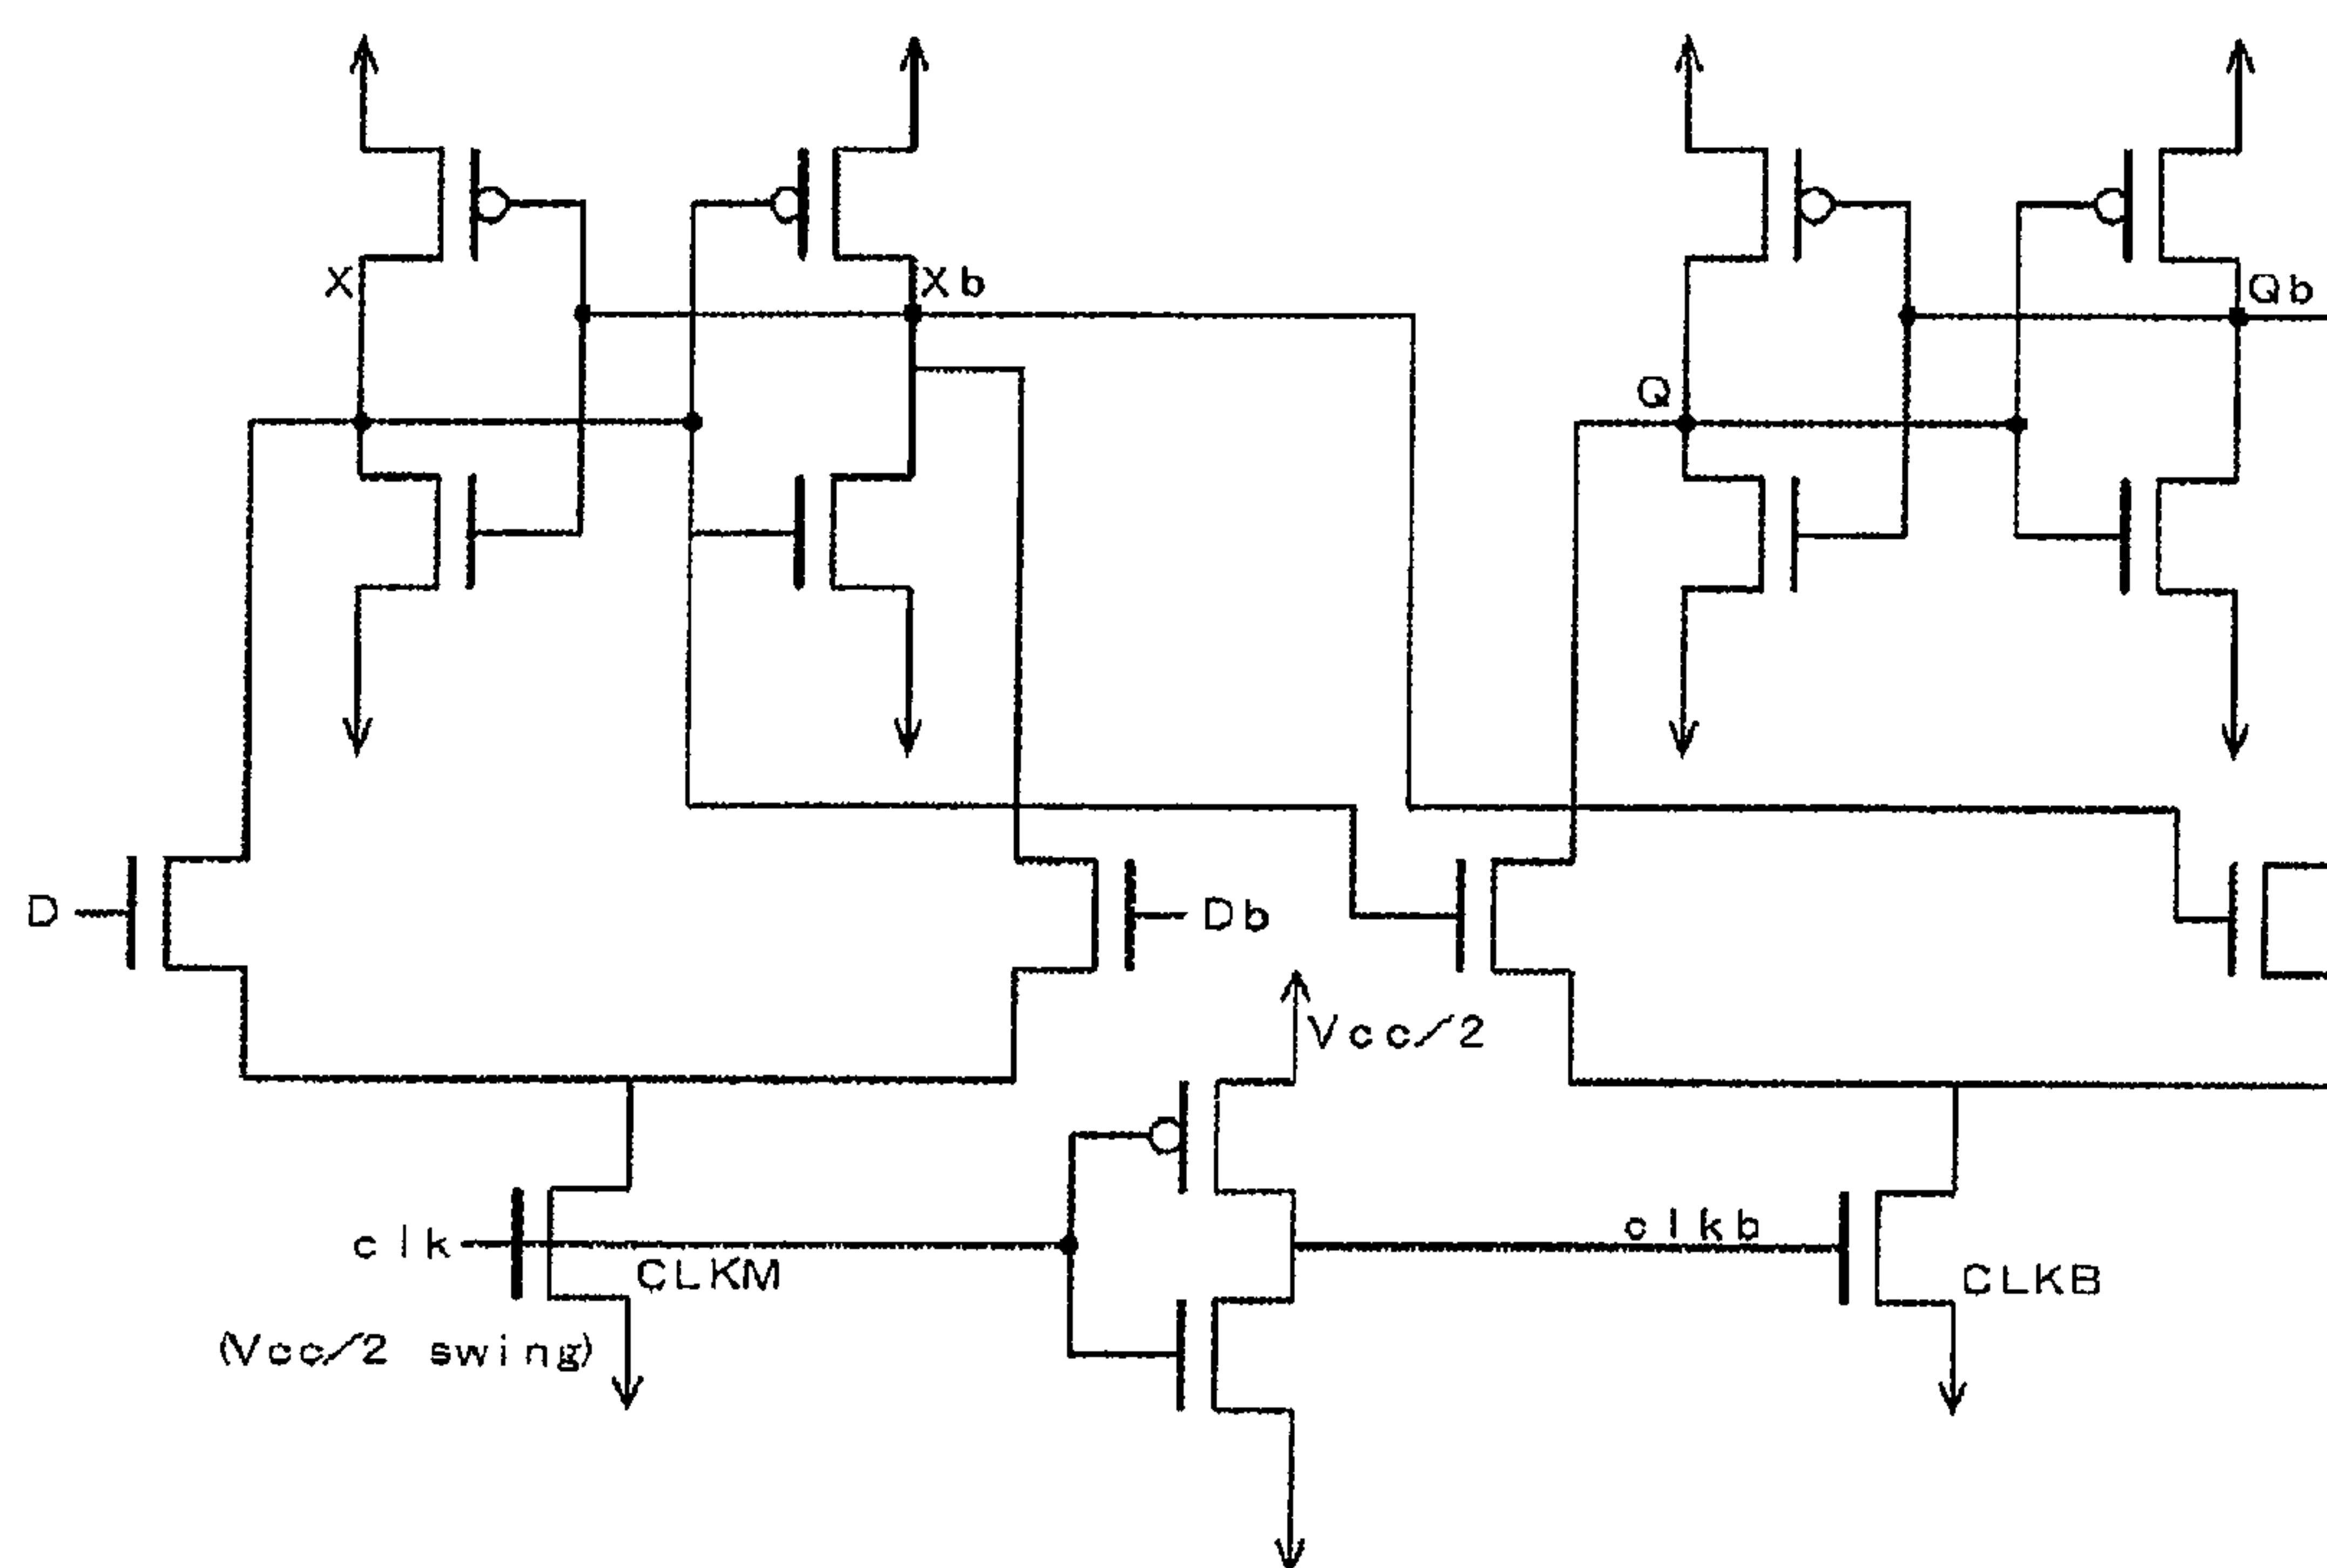 X
Xb
Qb
Q
D
Db
Vcc/2
clk
CLKM
clkb
CLKB
(Vcc/2 swing)